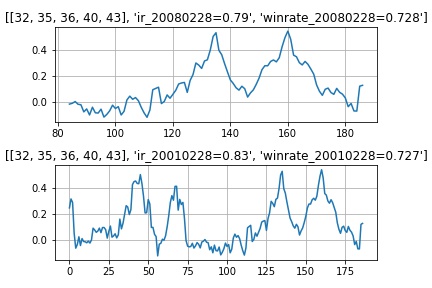 [[32, 35, 36, 40, 43], 'ir_20080228=0.79', 'winrate_20080228=0.728']
0.4
0.2
0.0
80 100 120 140 160 180
[[32, 35, 36, 40, 43], 'ir_20010228=0.83', 'winrate_20010228=0.727']
0.4
0.2
0.0
0 25 50 75 100 125 150 175